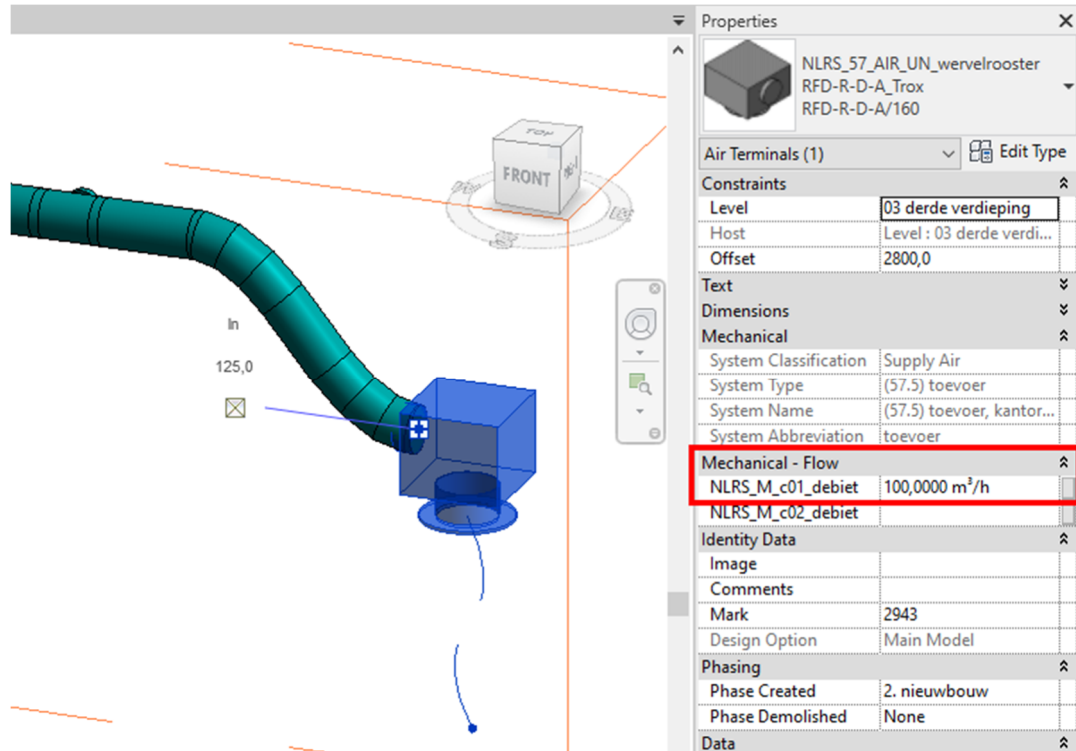 TOP
FRONT
In
125,0
Properties
NLRS_57_AIR_UN_wervelrooster
RFD-R-D-A_Trox
RFD-R-D-A/160
Air Terminals (1)
Edit Type
Constraints
Level 03 derde verdieping
Host Level : 03 derde verdi...
Offset 2800,0
Text
Dimensions
Mechanical
System Classification Supply Air
System Type (57.5) toevoer
System Name (57.5) toevoer, kantor...
System Abbreviation toevoer
Mechanical - Flow
NLRS_M_c01_debiet 100,0000 m³/h
NLRS_M_c02_debiet
Identity Data
Image
Comments
Mark 2943
Design Option Main Model
Phasing
Phase Created 2. nieuwbouw
Phase Demolished None
Data